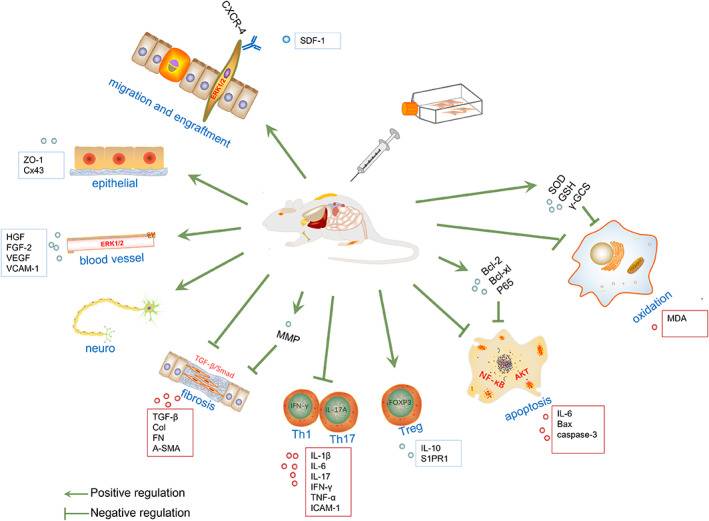 CXCR-4
SDF-1
ERK1/2
migration and engraftment
ZO-1
Cx43
epithelial
HGF
FGF-2
VEGF
VCAM-1
ERK1/2
blood vessel
neuro
MMP
TGF-β/Smad
fibrosis
TGF-β
Col
FN
A-SMA
IFN-γ
IL-17A
Th1
Th17
IL-1β
IL-6
IL-17
IFN-γ
TNF-α
ICAM-1
FOXP3
Treg
IL-10
S1PR1
Bcl-2
Bcl-xl
P65
NF-κB
AKT
apoptosis
IL-6
Bax
caspase-3
SOD
GSH
γ-GCS
oxidation
MDA
Positive regulation
Negative regulation